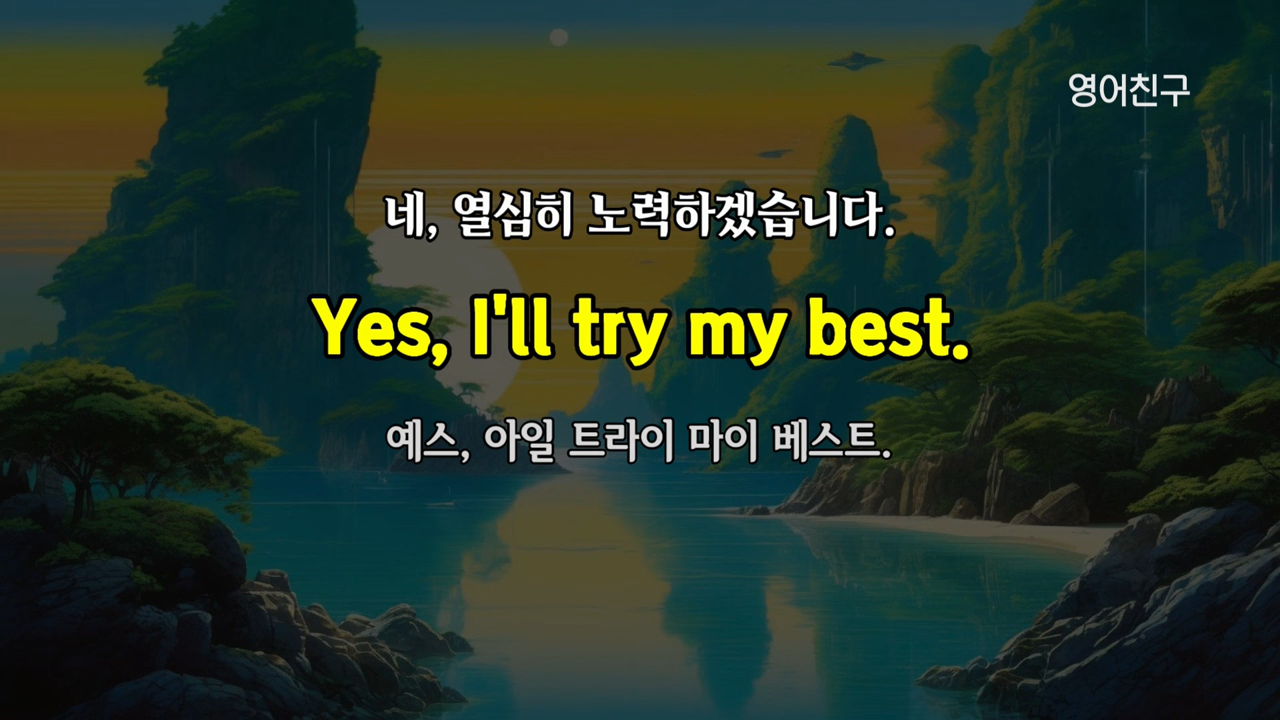 영어친구
네, 열심히 노력하겠습니다.
Yes, I'll try my best.
예스, 아일 트라이 마이 베스트.